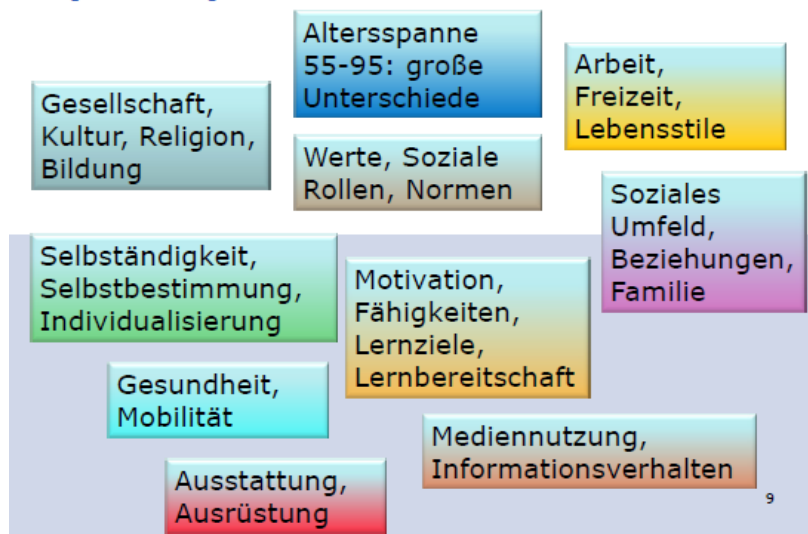 Altersspanne
55-95: große
Unterschiede
Arbeit,
Freizeit,
Lebensstile
Gesellschaft,
Kultur, Religion,
Bildung
Werte, Soziale
Rollen, Normen
Soziales
Umfeld,
Beziehungen,
Familie
Selbständigkeit,
Selbstbestimmung,
Individualisierung
Motivation,
Fähigkeiten,
Lernziele,
Lernbereitschaft
Gesundheit,
Mobilität
Mediennutzung,
Informationsverhalten
Ausstattung,
Ausrüstung
9